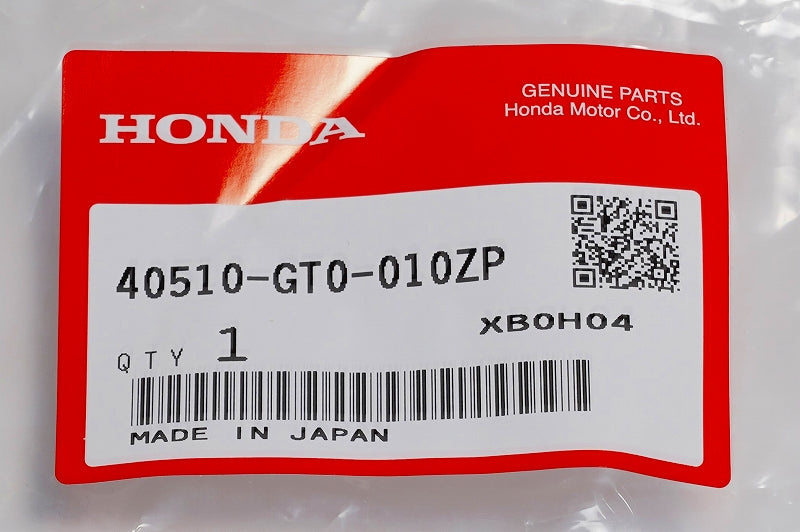 HONDA
GENUINE PARTS
Honda Motor Co., Ltd.
40510-GT0-010ZP
XB0H04
QTY 1
MADE IN JAPAN